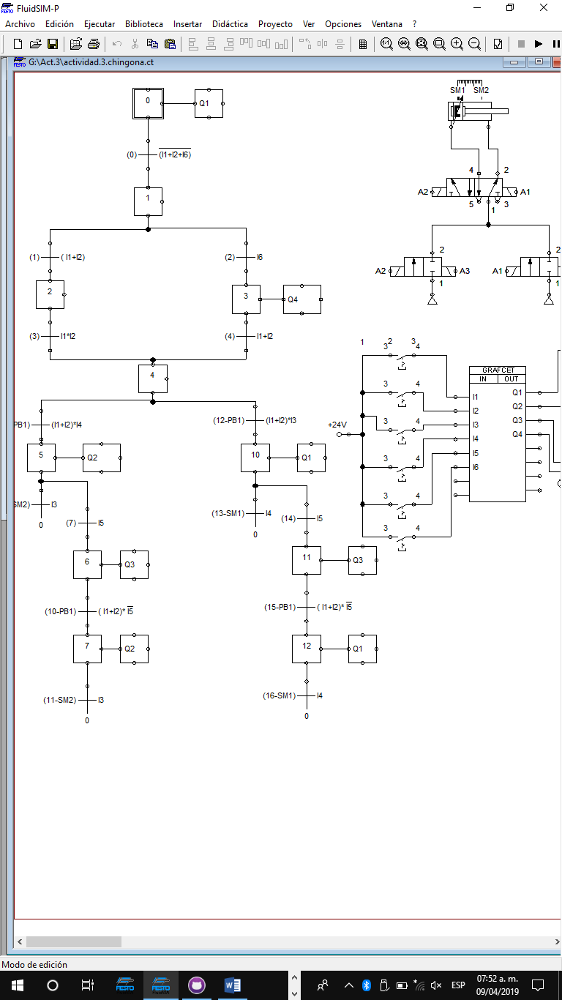 FluidSIM-P
Archivo Edición Ejecutar Biblioteca Insertar Didáctica Proyecto Ver Opciones Ventana ?
G:\Act.3\actividad.3.chingona.ct
0 Q1
(0) (I1+I2+I6)
1
(1) ( I1+I2)
(2) I6
2
3 Q4
(3) I1*I2
(4) I1+I2
4
PB1) (I1+I2)*I4
(12-PB1) (I1+I2)*I3
5 Q2
10 Q1
SM2) I3
0
(7) I5
(13-SM1) I4
0
(14) I5
6 Q3
11 Q3
(10-PB1) ( I1+I2)* I5
(15-PB1) ( I1+I2)* I5
7 Q2
12 Q1
(11-SM2) I3
0
(16-SM1) I4
0
SM1 SM2
4 2
A2 A1
5 1 3
2 2
A2 A3 A1
1 1
1 2 3
3 4
3 4
3 4
3 4
3 4
3 4
+24V
GRAFCET
IN OUT
I1 Q1
I2 Q2
I3 Q3
I4 Q4
I5
I6
Modo de edición
ESP
07:52 a. m.
09/04/2019